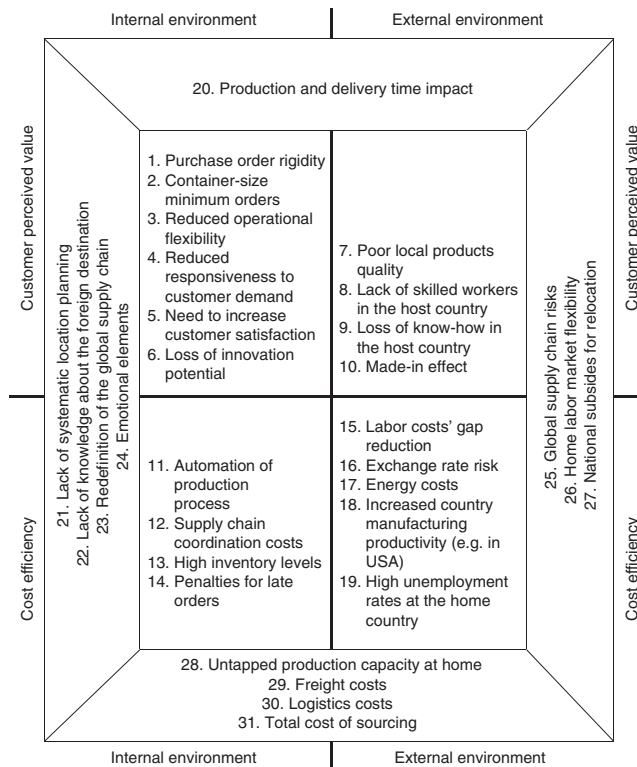 Internal environment
External environment
20. Production and delivery time impact
Customer perceived value
Cost efficiency
21. Lack of systematic location planning
22. Lack of knowledge about the foreign destination
23. Redefinition of the global supply chain
24. Emotional elements
1. Purchase order rigidity
2. Container-size
minimum orders
3. Reduced operational
flexibility
4. Reduced
responsiveness to
customer demand
5. Need to increase
customer satisfaction
6. Loss of innovation
potential
7. Poor local products
quality
8. Lack of skilled workers
in the host country
9. Loss of know-how in
the host country
10. Made-in effect
11. Automation of
production
process
12. Supply chain
coordination costs
13. High inventory levels
14. Penalties for late
orders
15. Labor costs' gap
reduction
16. Exchange rate risk
17. Energy costs
18. Increased country
manufacturing
productivity (e.g. in
USA)
19. High unemployment
rates at the home
country
25. Global supply chain risks
26. Home labor market flexibility
27. National subsides for relocation
Customer perceived value
Cost efficiency
28. Untapped production capacity at home
29. Freight costs
30. Logistics costs
31. Total cost of sourcing
Internal environment
External environment